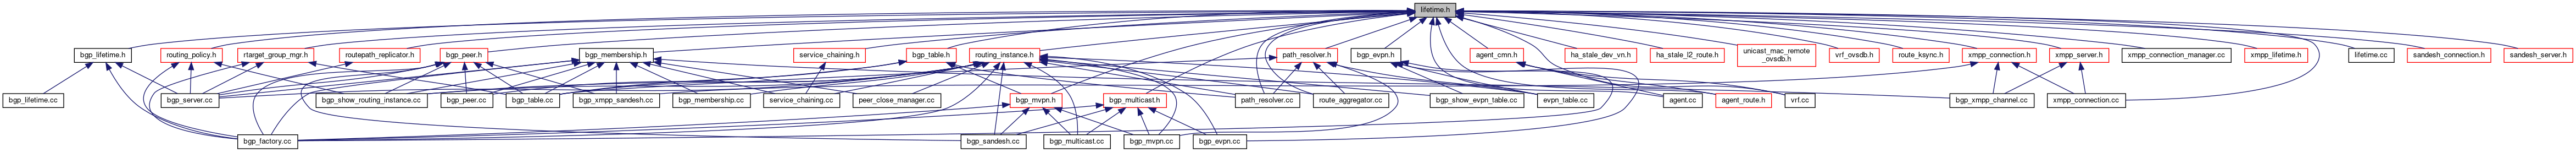 lifetime.h
bgp_lifetime.h
routing_policy.h
rtarget_group_mgr.h
routepath_replicator.h
bgp_peer.h
bgp_membership.h
service_chaining.h
bgp_table.h
routing_instance.h
path_resolver.h
bgp_evpn.h
agent_cmn.h
ha_stale_dev_vn.h
ha_stale_l2_route.h
unicast_mac_remote
_ovsdb.h
vrf_ovsdb.h
route_ksync.h
xmpp_connection.h
xmpp_server.h
xmpp_connection_manager.cc
xmpp_lifetime.h
lifetime.cc
sandesh_connection.h
sandesh_server.h
bgp_lifetime.cc
bgp_server.cc
bgp_show_routing_instance.cc
bgp_peer.cc
bgp_table.cc
bgp_xmpp_sandesh.cc
bgp_membership.cc
service_chaining.cc
peer_close_manager.cc
bgp_mvpn.h
bgp_multicast.h
path_resolver.cc
route_aggregator.cc
bgp_show_evpn_table.cc
evpn_table.cc
agent.cc
agent_route.h
vrf.cc
bgp_xmpp_channel.cc
xmpp_connection.cc
bgp_factory.cc
bgp_sandesh.cc
bgp_multicast.cc
bgp_mvpn.cc
bgp_evpn.cc